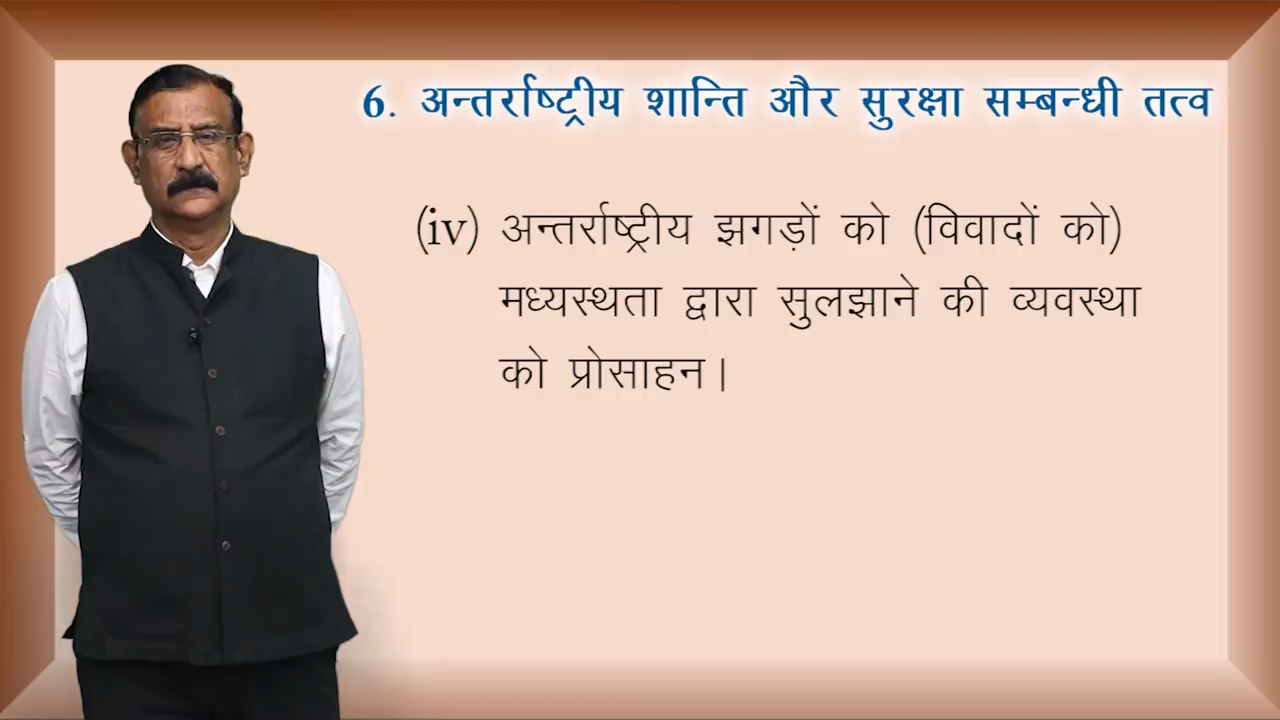 6. अन्तर्राष्ट्रीय शान्ति और सुरक्षा सम्बन्धी तत्व
(iv) अन्तर्राष्ट्रीय झगड़ों को (विवादों को)
मध्यस्थता द्वारा सुलझाने की व्यवस्था
को प्रोसाहन।